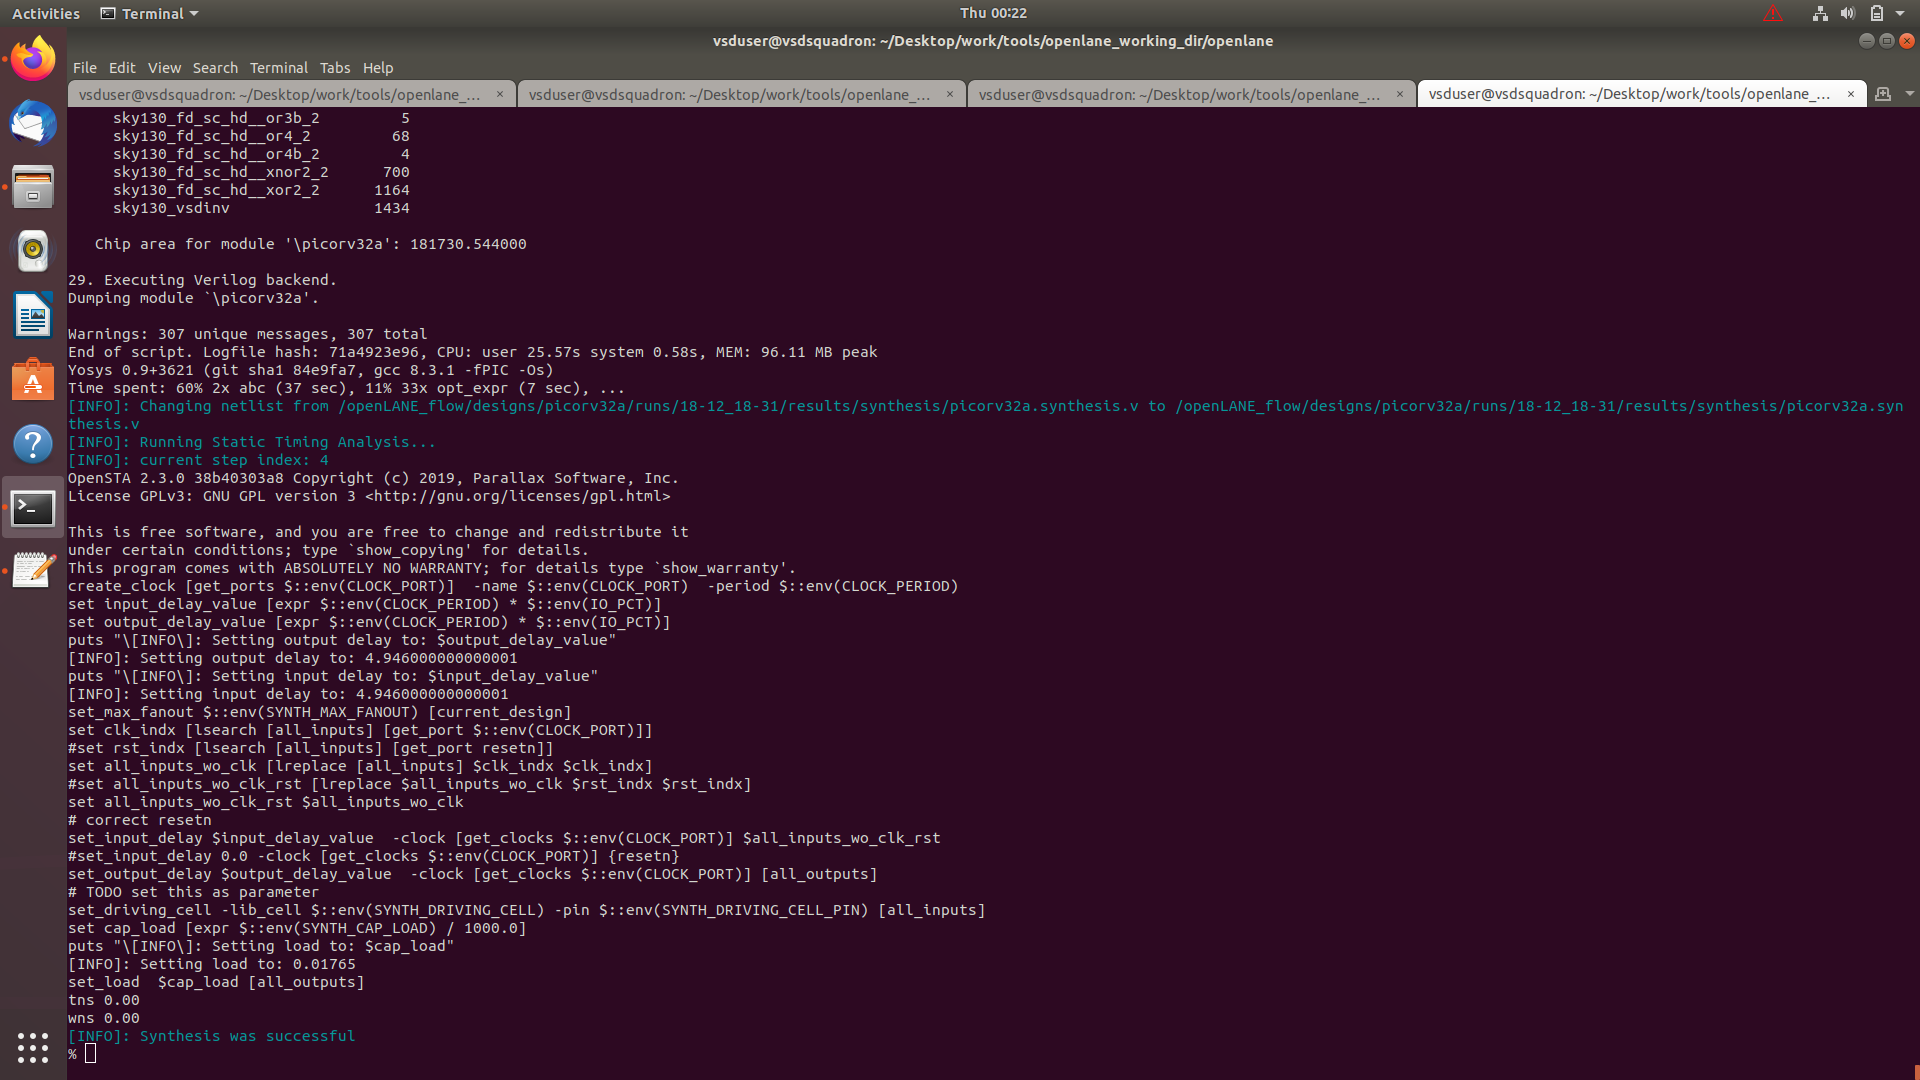 Activities
Terminal
Thu 00:22
vsduser@vsdsquadron: ~/Desktop/work/tools/openlane_working_dir/openlane
File Edit View Search Terminal Tabs Help
vsduser@vsdsquadron: ~/Desktop/work/tools/openlane_... × vsduser@vsdsquadron: ~/Desktop/work/tools/openlane_... × vsduser@vsdsquadron: ~/Desktop/work/tools/openlane_... × vsduser@vsdsquadron: ~/Desktop/work/tools/openlane_... ×
sky130_fd_sc_hd__or3b_2 5
sky130_fd_sc_hd__or4_2 68
sky130_fd_sc_hd__or4b_2 4
sky130_fd_sc_hd__xnor2_2 700
sky130_fd_sc_hd__xor2_2 1164
sky130_vsdinv 1434
Chip area for module '\picorv32a': 181730.544000
29. Executing Verilog backend.
Dumping module `\picorv32a'.
Warnings: 307 unique messages, 307 total
End of script. Logfile hash: 71a4923e96, CPU: user 25.57s system 0.58s, MEM: 96.11 MB peak
Yosys 0.9+3621 (git sha1 84e9fa7, gcc 8.3.1 -fPIC -Os)
Time spent: 60% 2x abc (37 sec), 11% 33x opt_expr (7 sec), ...
[INFO]: Changing netlist from /openLANE_flow/designs/picorv32a/runs/18-12_18-31/results/synthesis/picorv32a.synthesis.v to /openLANE_flow/designs/picorv32a/runs/18-12_18-31/results/synthesis/picorv32a.syn
thesis.v
[INFO]: Running Static Timing Analysis...
[INFO]: current step index: 4
OpenSTA 2.3.0 38b40303a8 Copyright (c) 2019, Parallax Software, Inc.
License GPLv3: GNU GPL version 3 <http://gnu.org/licenses/gpl.html>
This is free software, and you are free to change and redistribute it
under certain conditions; type `show_copying' for details.
This program comes with ABSOLUTELY NO WARRANTY; for details type `show_warranty'.
create_clock [get_ports $::env(CLOCK_PORT)]  -name $::env(CLOCK_PORT)  -period $::env(CLOCK_PERIOD)
set input_delay_value [expr $::env(CLOCK_PERIOD) * $::env(IO_PCT)]
set output_delay_value [expr $::env(CLOCK_PERIOD) * $::env(IO_PCT)]
puts "\[INFO\]: Setting output delay to: $output_delay_value"
[INFO]: Setting output delay to: 4.946000000000001
puts "\[INFO\]: Setting input delay to: $input_delay_value"
[INFO]: Setting input delay to: 4.946000000000001
set_max_fanout $::env(SYNTH_MAX_FANOUT) [current_design]
set clk_indx [lsearch [all_inputs] [get_port $::env(CLOCK_PORT)]]
#set rst_indx [lsearch [all_inputs] [get_port resetn]]
set all_inputs_wo_clk [lreplace [all_inputs] $clk_indx $clk_indx]
#set all_inputs_wo_clk_rst [lreplace $all_inputs_wo_clk $rst_indx $rst_indx]
set all_inputs_wo_clk_rst $all_inputs_wo_clk
# correct resetn
set_input_delay $input_delay_value  -clock [get_clocks $::env(CLOCK_PORT)] $all_inputs_wo_clk_rst
#set_input_delay 0.0 -clock [get_clocks $::env(CLOCK_PORT)] {resetn}
set_output_delay $output_delay_value  -clock [get_clocks $::env(CLOCK_PORT)] [all_outputs]
# TODO set this as parameter
set_driving_cell -lib_cell $::env(SYNTH_DRIVING_CELL) -pin $::env(SYNTH_DRIVING_CELL_PIN) [all_inputs]
set cap_load [expr $::env(SYNTH_CAP_LOAD) / 1000.0]
puts "\[INFO\]: Setting load to: $cap_load"
[INFO]: Setting load to: 0.01765
set_load  $cap_load [all_outputs]
tns 0.00
wns 0.00
[INFO]: Synthesis was successful
%